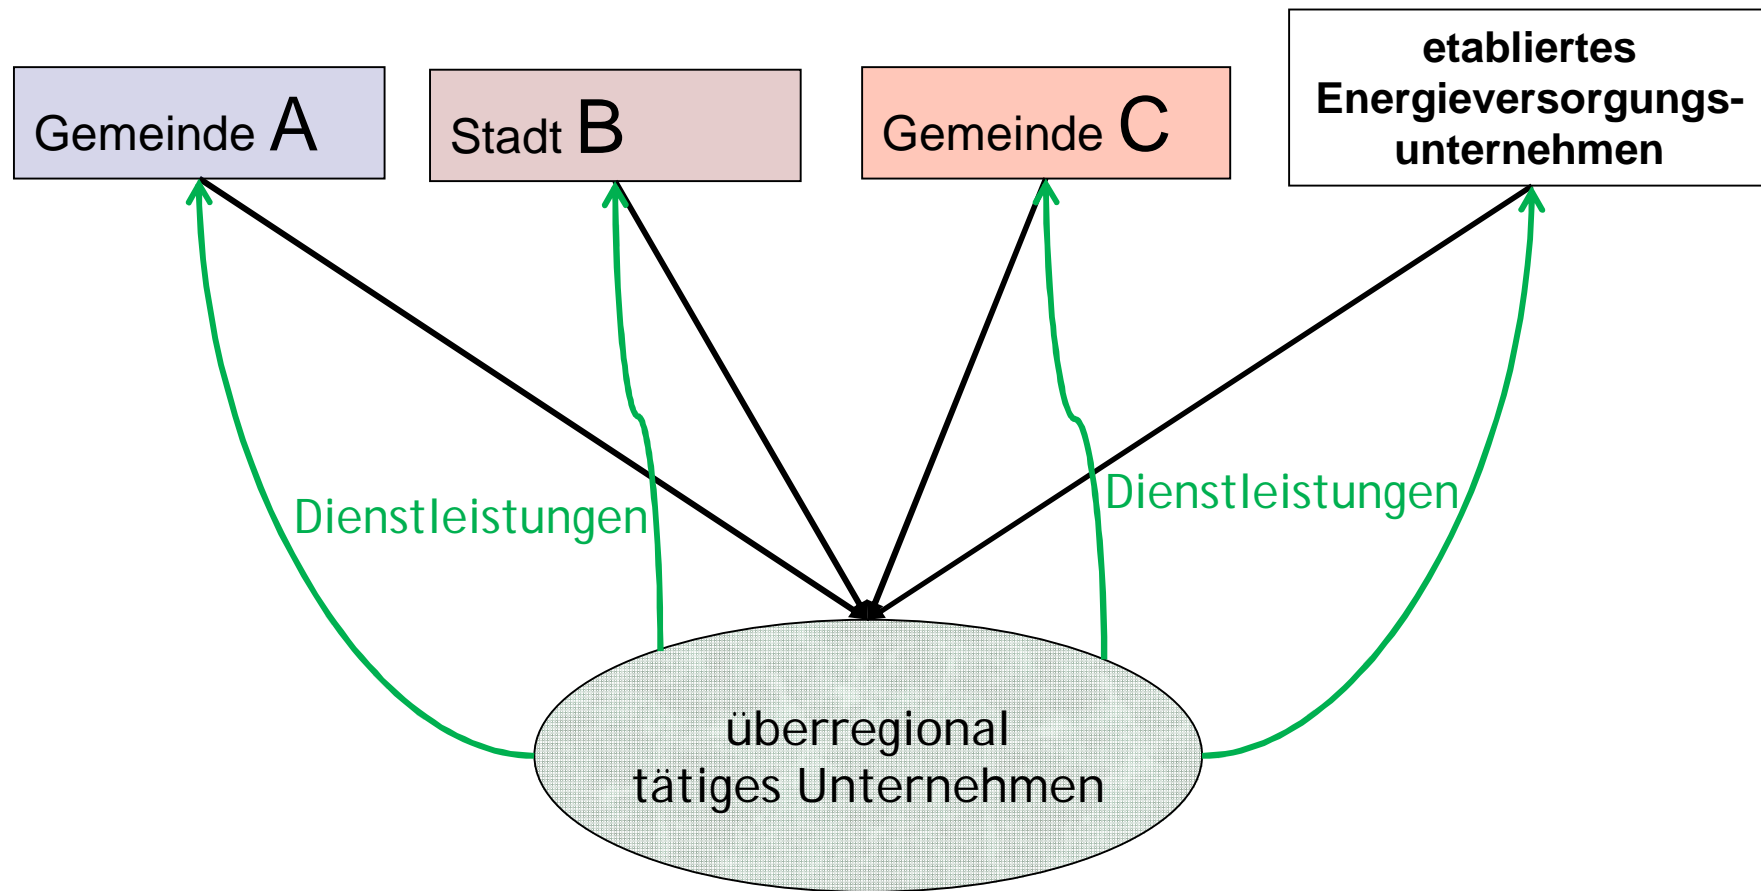 Gemeinde A
Stadt B
Gemeinde C
etabliertes
Energieversorgungs-
unternehmen
Dienstleistungen
Dienstleistungen
überregional
tätiges Unternehmen